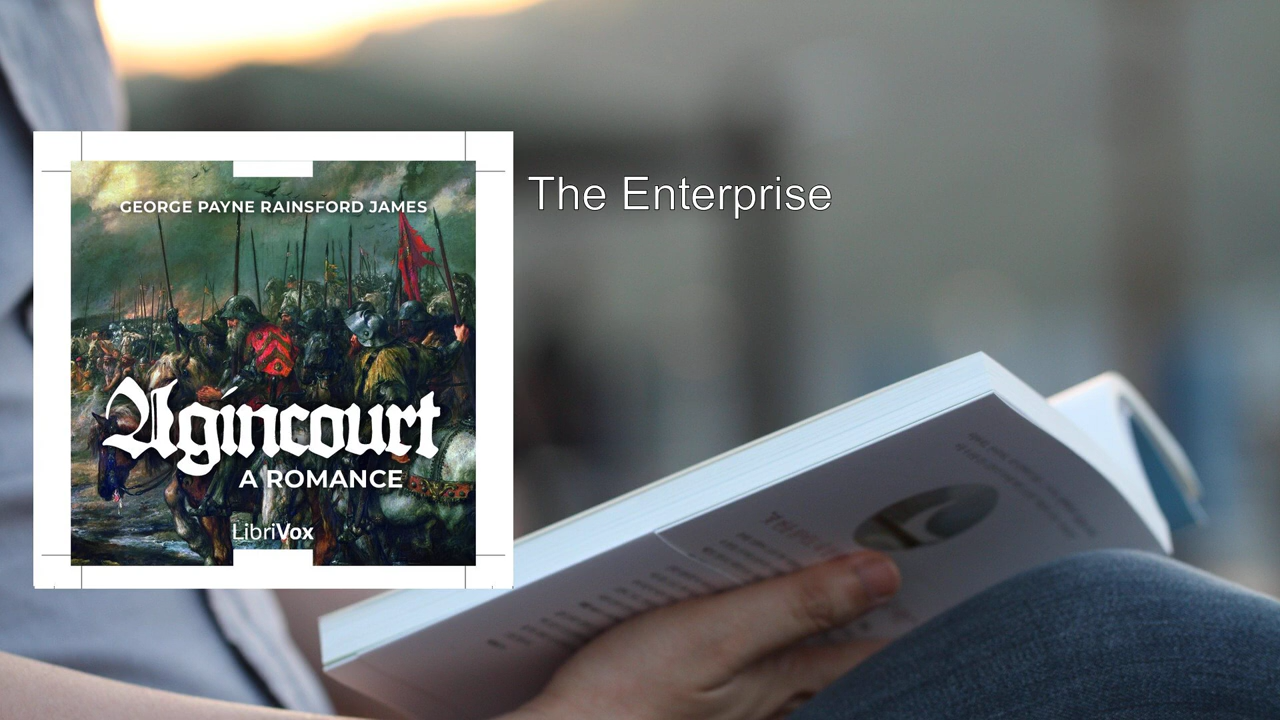 The Enterprise
GEORGE PAYNE RAINSFORD JAMES
Agincourt
A ROMANCE
LibriVox